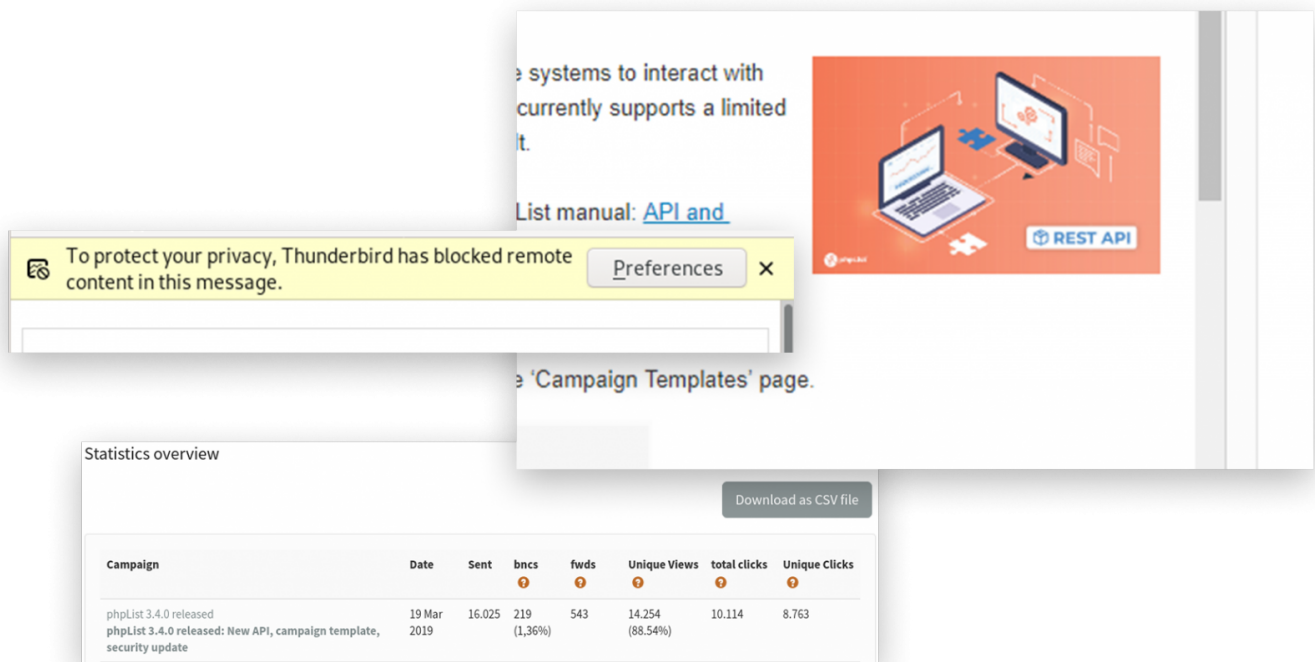 e systems to interact with
currently supports a limited
lt.
List manual: API and
REST API
phpList
To protect your privacy, Thunderbird has blocked remote
content in this message.
Preferences
e ‘Campaign Templates’ page.
Statistics overview
Download as CSV file
Campaign Date Sent bncs fwds Unique Views total clicks Unique Clicks
phpList 3.4.0 released 19 Mar 16.025 219 543 14.254 10.114 8.763
phpList 3.4.0 released: New API, campaign template, 2019 (1,36%) (88.54%)
security update